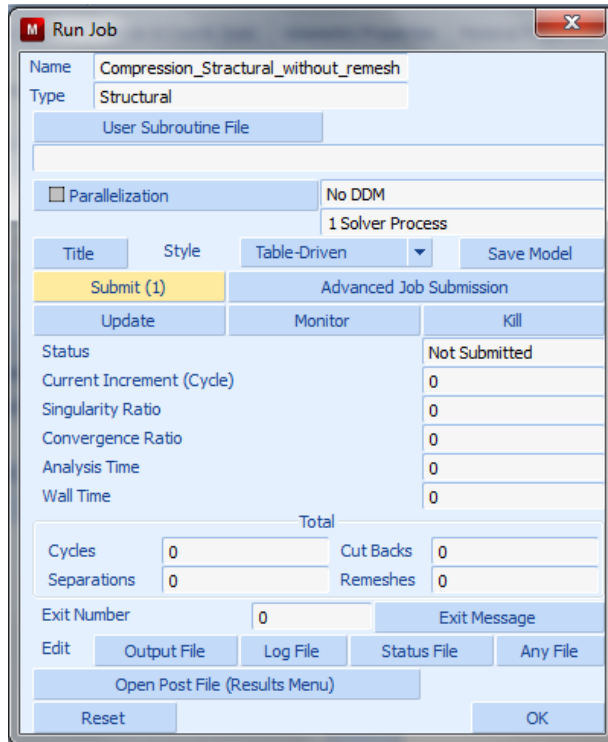 M Run Job X
Name Compression_Stractural_without_remesh
Type Structural
User Subroutine File
Parallelization No DDM
1 Solver Process
Title Style Table-Driven Save Model
Submit (1) Advanced Job Submission
Update Monitor Kill
Status Not Submitted
Current Increment (Cycle) 0
Singularity Ratio 0
Convergence Ratio 0
Analysis Time 0
Wall Time 0
Total
Cycles 0 Cut Backs 0
Separations 0 Remeshes 0
Exit Number 0 Exit Message
Edit Output File Log File Status File Any File
Open Post File (Results Menu)
Reset OK